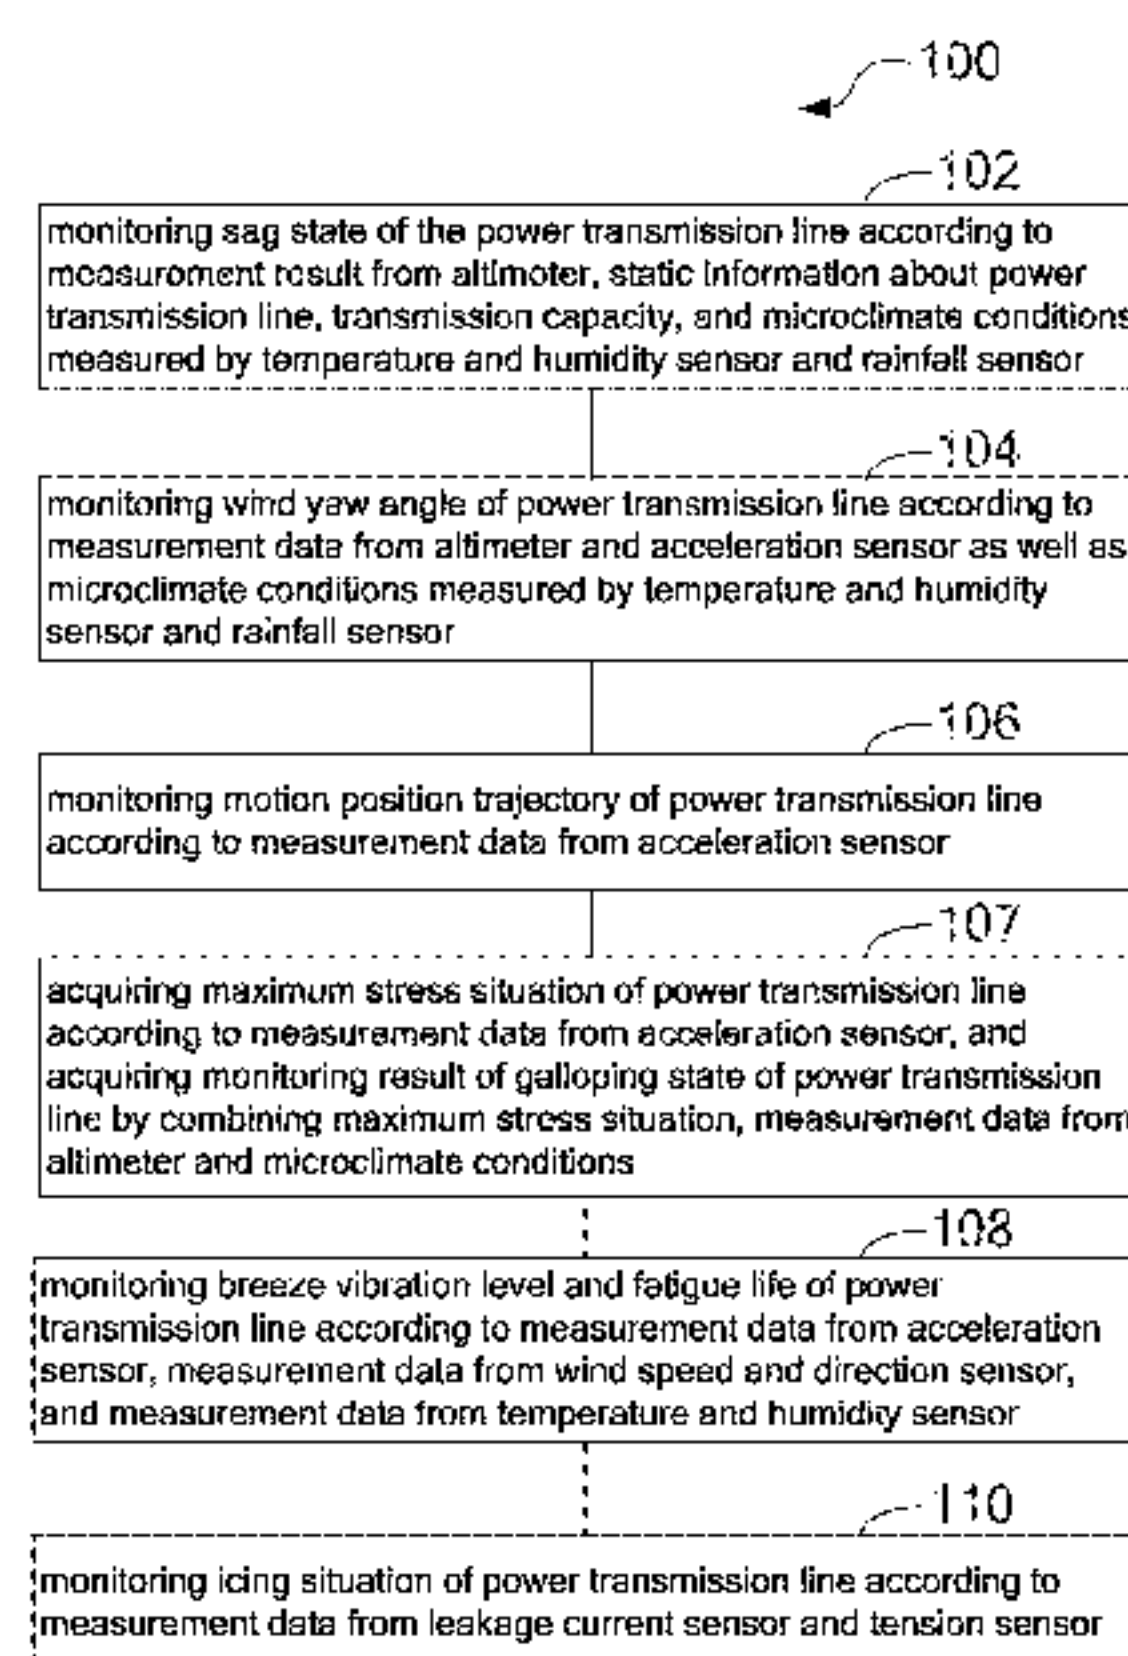 100
102
monitoring sag state of the power transmission line according to
measurement result from altimeter, static information about power
transmission line, transmission capacity, and microclimate conditions
measured by temperature and humidity sensor and rainfall sensor
104
monitoring wind yaw angle of power transmission line according to
measurement data from altimeter and acceleration sensor as well as
microclimate conditions measured by temperature and humidity
sensor and rainfall sensor
106
monitoring motion position trajectory of power transmission line
according to measurement data from acceleration sensor
107
acquiring maximum stress situation of power transmission line
according to measurement data from acceleration sensor, and
acquiring monitoring result of galloping state of power transmission
line by combining maximum stress situation, measurement data from
altimeter and microclimate conditions
108
monitoring breeze vibration level and fatigue life of power
transmission line according to measurement data from acceleration
sensor, measurement data from wind speed and direction sensor,
and measurement data from temperature and humidity sensor
110
monitoring icing situation of power transmission line according to
measurement data from leakage current sensor and tension sensor